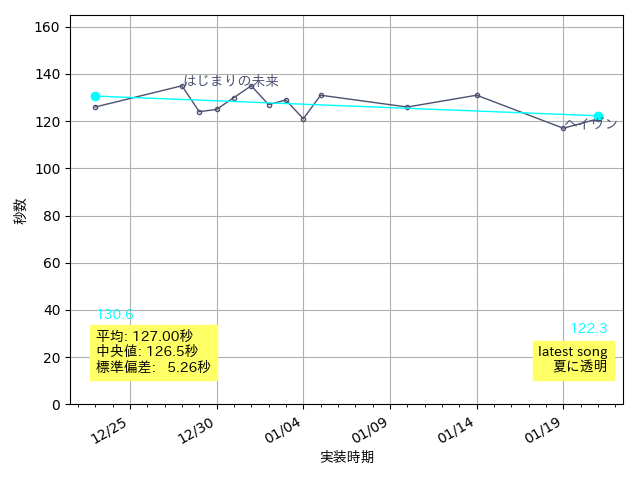 160
140
120
100
80
60
40
20
0
秒数
はじまりの未来
ヘイヴン
130.6
平均: 127.00秒
中央値: 126.5秒
標準偏差: 5.26秒
122.3
latest song
夏に透明
12/25
12/30
01/04
01/09
01/14
01/19
実装時期